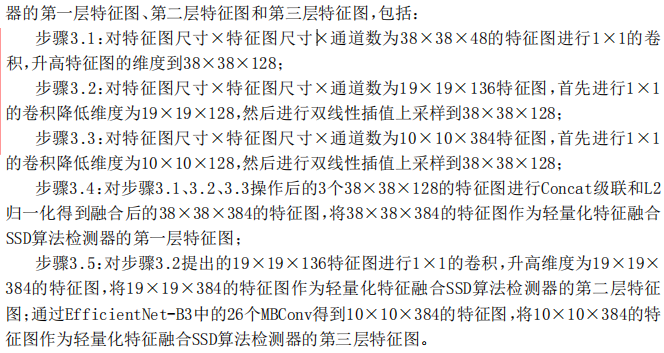 器的第一层特征图、第二层特征图和第三层特征图,包括:
步骤3.1:对特征图尺寸×特征图尺寸×通道数为38×38×48的特征图进行1×1的卷
积,升高特征图的维度到38×38×128;
步骤3.2:对特征图尺寸×特征图尺寸×通道数为19×19×136特征图,首先进行1×1
的卷积降低维度为19×19×128,然后进行双线性插值上采样到38×38×128;
步骤3.3:对特征图尺寸×特征图尺寸×通道数为10×10×384特征图,首先进行1×1
的卷积降低维度为10×10×128,然后进行双线性插值上采样到38×38×128;
步骤3.4:对步骤3.1、3.2、3.3操作后的3个38×38×128的特征图进行Concat级联和L2
归一化得到融合后的38×38×384的特征图,将38×38×384的特征图作为轻量化特征融合
SSD算法检测器的第一层特征图;
步骤3.5:对步骤3.2提出的19×19×136特征图进行1×1的卷积,升高维度为19×19×
384的特征图,将19×19×384的特征图作为轻量化特征融合SSD算法检测器的第二层特征
图;通过EfficientNet-B3中的26个MBConv得到10×10×384的特征图,将10×10×384的特
征图作为轻量化特征融合SSD算法检测器的第三层特征图。